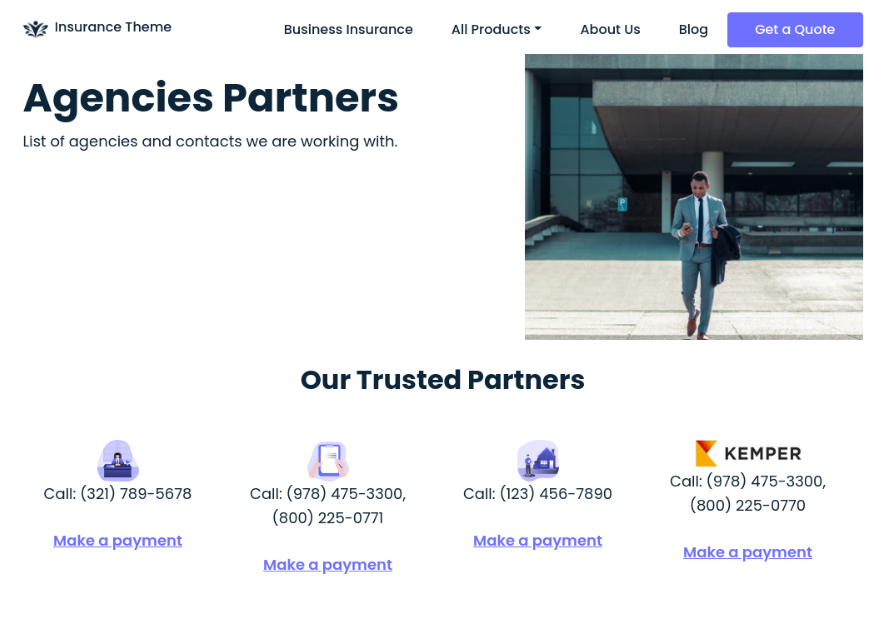 Insurance Theme
Business Insurance
All Products
About Us
Blog
Get a Quote
Agencies Partners
List of agencies and contacts we are working with.
P
Our Trusted Partners
Call: (321) 789-5678
Make a payment
Call: (978) 475-3300,
(800) 225-0771
Make a payment
Call: (123) 456-7890
Make a payment
KEMPER
Call: (978) 475-3300,
(800) 225-0770
Make a payment